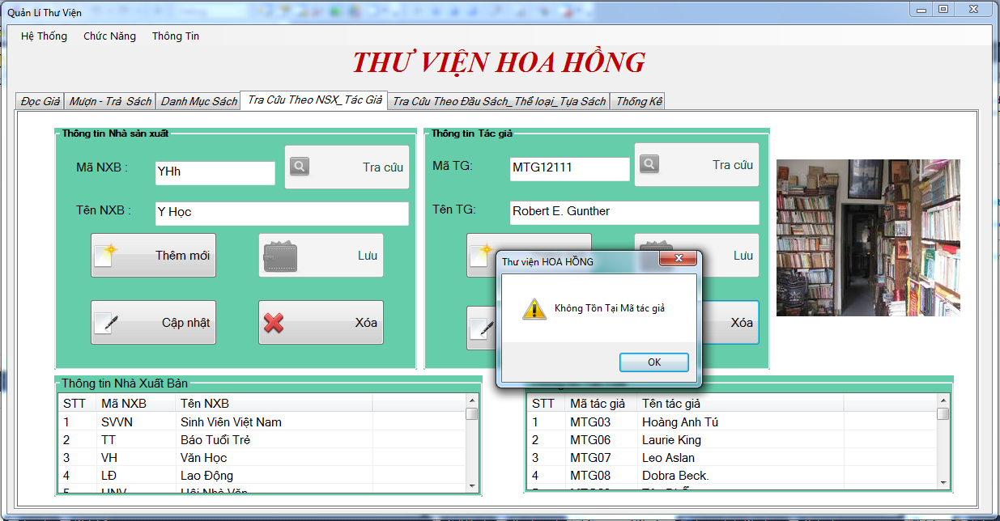 Quản Lí Thư Viện
Hệ Thống Chức Năng Thông Tin
THƯ VIỆN HOA HỒNG
Đọc Giả Mượn - Trả Sách Danh Mục Sách Tra Cứu Theo NSX_Tác Giả Tra Cứu Theo Đầu Sách_Thể loại_Tựa Sách Thống Kê
Thông tin Nhà sản xuất
Mã NXB : YHh Tra cứu
Tên NXB : Y Học
Thêm mới Lưu
Cập nhật Xóa
Thông tin Tác giả
Mã TG: MTG12111 Tra cứu
Tên TG: Robert E. Gunther
Lưu
Xóa
Thư viện HOA HỒNG
Không Tồn Tại Mã tác giả
OK
Thông tin Nhà Xuất Bản
STT Mã NXB Tên NXB
1 SVVN Sinh Viên Việt Nam
2 TT Báo Tuổi Trẻ
3 VH Văn Học
4 LĐ Lao Động
5 HNV Hội Nhà Văn
STT Mã tác giả Tên tác giả
1 MTG03 Hoàng Anh Tú
2 MTG06 Laurie King
3 MTG07 Leo Aslan
4 MTG08 Dobra Beck.